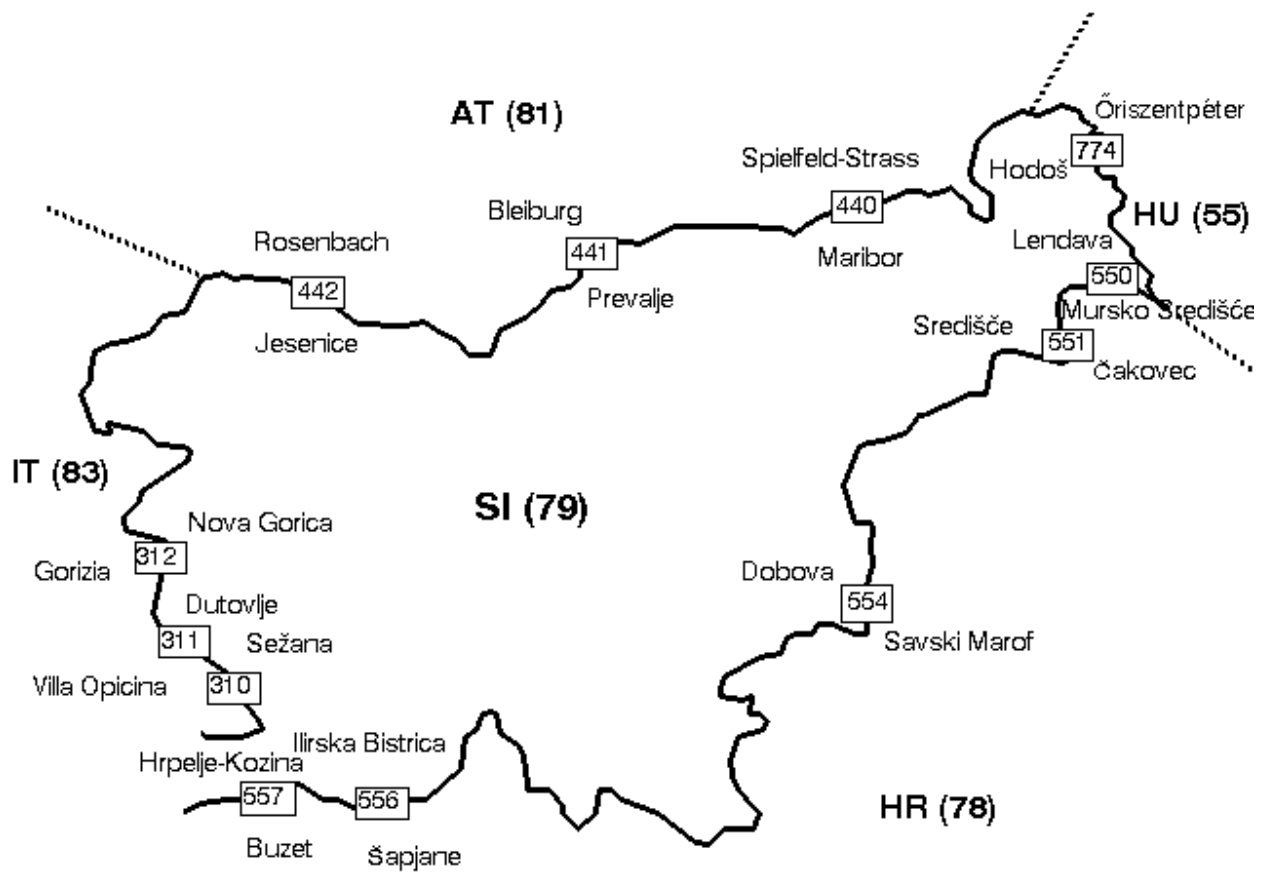 AT (81)
Őriszentpéter
Spielfeld-Strass
774
Hodoš
Bleiburg
440
HU (55)
Rosenbach
441
Maribor
Lendava
442
Prevalje
550
Jesenice
Središče
Mursko Središće
551
Čakovec
IT (83)
SI (79)
Nova Gorica
312
Gorizia
Dobova
Dutovlje
554
311
Sežana
Savski Marof
Villa Opicina
310
Ilirska Bistrica
Hrpelje-Kozina
557
556
HR (78)
Buzet
Šapjane